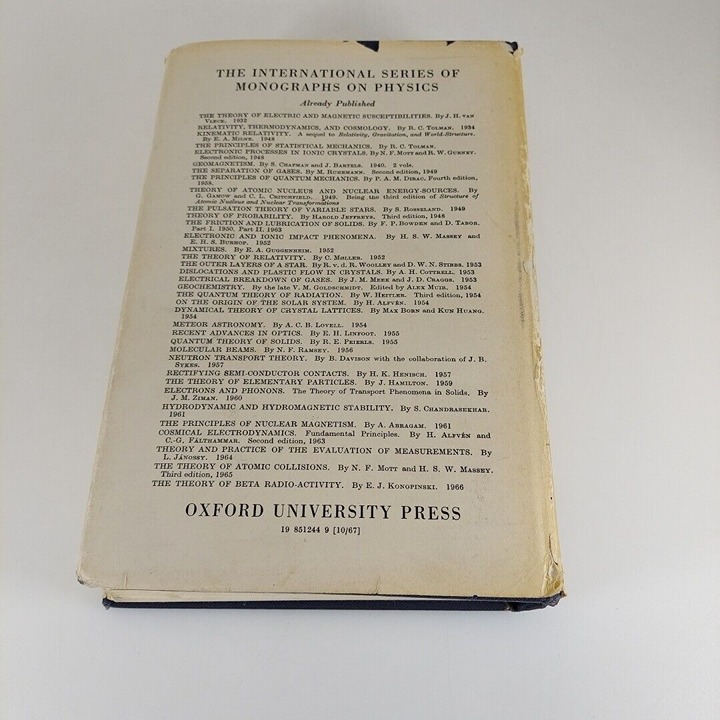 THE INTERNATIONAL SERIES OF
MONOGRAPHS ON PHYSICS
Already Published
THE THEORY OF ELECTRIC AND MAGNETIC SUSCEPTIBILITIES. By J. H. VAN
VLECK. 1932
RELATIVITY, THERMODYNAMICS, AND COSMOLOGY. By R. C. TOLMAN. 1934
KINEMATIC RELATIVITY. A sequel to Relativity, Gravitation, and World-Structure.
By E. A. MILNE. 1948
THE PRINCIPLES OF STATISTICAL MECHANICS. By R. C. TOLMAN.
ELECTRONIC PROCESSES IN IONIC CRYSTALS. By N. F. MOTT and R. W. GURNEY.
Second edition, 1948
GEOMAGNETISM. By S. CHAPMAN and J. BARTELS. 1940. 2 vols.
THE SEPARATION OF GASES. By M. RUHEMANN. Second edition, 1949
THE PRINCIPLES OF QUANTUM MECHANICS. By P. A. M. DIRAC. Fourth edition,
1958.
THEORY OF ATOMIC NUCLEUS AND NUCLEAR ENERGY-SOURCES. By
G. GAMOW and C. L. CRITCHFIELD. 1949. Being the third edition of Structure of
Atomic Nucleus and Nuclear Transformations
THE PULSATION THEORY OF VARIABLE STARS. By S. ROSSELAND. 1949
THEORY OF PROBABILITY. By HAROLD JEFFREYS. Third edition, 1948
THE FRICTION AND LUBRICATION OF SOLIDS. By F. P. BOWDEN and D. TABOR.
Part I, 1950, Part II, 1963
ELECTRONIC AND IONIC IMPACT PHENOMENA. By H. S. W. MASSEY and
E. H. S. BURHOP. 1952
MIXTURES. By E. A. GUGGENHEIM. 1952
THE THEORY OF RELATIVITY. By C. MØLLER. 1952
THE OUTER LAYERS OF A STAR. By R. v. d. R. WOOLLEY and D. W. N. STIBBS. 1953
DISLOCATIONS AND PLASTIC FLOW IN CRYSTALS. By A. H. COTTRELL. 1953
ELECTRICAL BREAKDOWN OF GASES. By J. M. MEEK and J. D. CRAGGS. 1953
GEOCHEMISTRY. By the late V. M. GOLDSCHMIDT. Edited by ALEX MUIR. 1954
THE QUANTUM THEORY OF RADIATION. By W. HEITLER. Third edition, 1954
ON THE ORIGIN OF THE SOLAR SYSTEM. By H. ALFVÉN. 1954
DYNAMICAL THEORY OF CRYSTAL LATTICES. By MAX BORN and KUN HUANG.
1954
METEOR ASTRONOMY. By A. C. B. LOVELL. 1954
RECENT ADVANCES IN OPTICS. By E. H. LINFOOT. 1955
QUANTUM THEORY OF SOLIDS. By R. E. PEIERLS. 1955
MOLECULAR BEAMS. By N. F. RAMSEY. 1956
NEUTRON TRANSPORT THEORY. By B. DAVISON with the collaboration of J. B.
SYKES. 1957
RECTIFYING SEMI-CONDUCTOR CONTACTS. By H. K. HENISCH. 1957
THE THEORY OF ELEMENTARY PARTICLES. By J. HAMILTON. 1959
ELECTRONS AND PHONONS. The Theory of Transport Phenomena in Solids. By
J. M. ZIMAN. 1960
HYDRODYNAMIC AND HYDROMAGNETIC STABILITY. By S. CHANDRASEKHAR.
1961
THE PRINCIPLES OF NUCLEAR MAGNETISM. By A. ABRAGAM. 1961
COSMICAL ELECTRODYNAMICS. Fundamental Principles. By H. ALFVÉN and
C.-G. FÄLTHAMMAR. Second edition, 1963
THEORY AND PRACTICE OF THE EVALUATION OF MEASUREMENTS. By
L. JÁNOSSY. 1964
THE THEORY OF ATOMIC COLLISIONS. By N. F. MOTT and H. S. W. MASSEY.
Third edition, 1965
THE THEORY OF BETA RADIO-ACTIVITY. By E. J. KONOPINSKI. 1966
OXFORD UNIVERSITY PRESS
19 851244 9 [10/67]